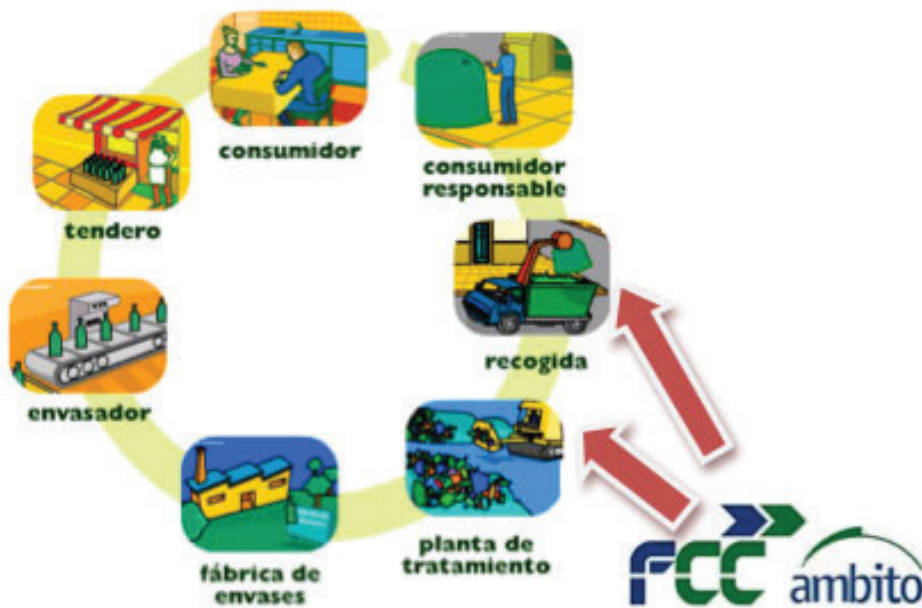 consumidor
consumidor
responsable
tendero
recogida
envasador
planta de
tratamiento
fábrica de
envases
FCC ambito